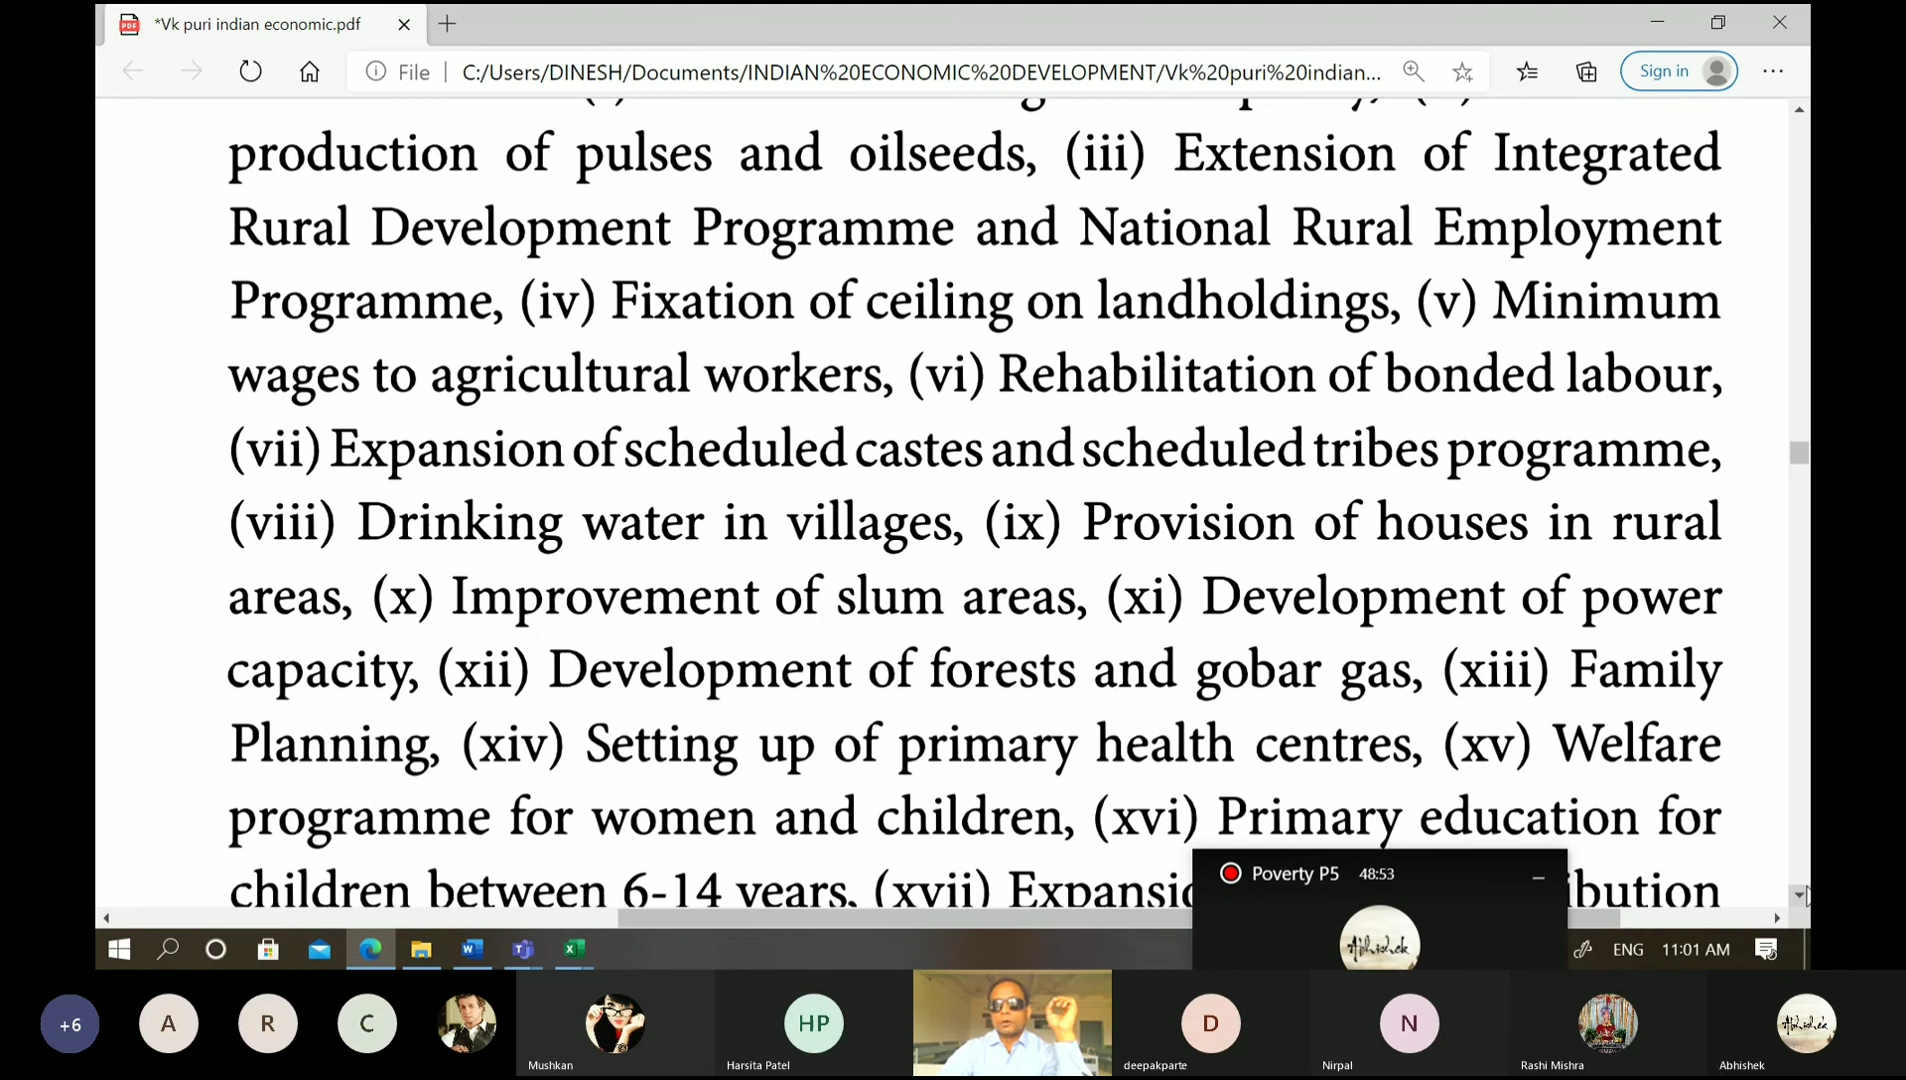 *Vk puri indian economic.pdf
File
C:/Users/DINESH/Documents/INDIAN%20ECONOMIC%20DEVELOPMENT/Vk%20puri%20indian...
Sign in
production of pulses and oilseeds, (iii) Extension of Integrated
Rural Development Programme and National Rural Employment
Programme, (iv) Fixation of ceiling on landholdings, (v) Minimum
wages to agricultural workers, (vi) Rehabilitation of bonded labour,
(vii) Expansion of scheduled castes and scheduled tribes programme,
(viii) Drinking water in villages, (ix) Provision of houses in rural
areas, (x) Improvement of slum areas, (xi) Development of power
capacity, (xii) Development of forests and gobar gas, (xiii) Family
Planning, (xiv) Setting up of primary health centres, (xv) Welfare
programme for women and children, (xvi) Primary education for
children between 6-14 years, (xvii)
Poverty P5 48:53
Abhishek
ENG 11:01 AM
+6 A R C HP D N Abhishek
Mushkan Harsita Patel deepakparte Nirpal Rashi Mishra Abhishek